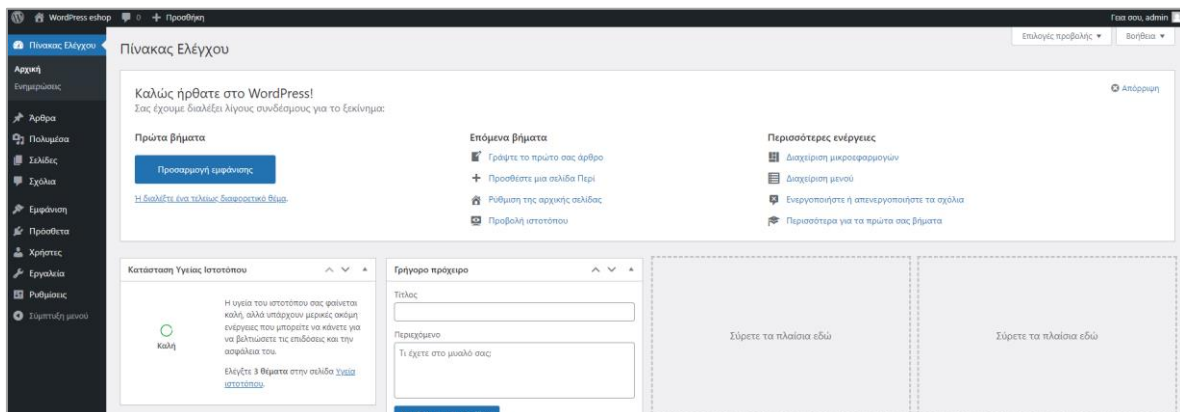 WordPress eshop 0 Προσθήκη
Γεια σου, admin
Πίνακας Ελέγχου
Αρχική
Ενημερώσεις
Άρθρα
Πολυμέσα
Σελίδες
Σχόλια
Εμφάνιση
Πρόσθετα
Χρήστες
Εργαλεία
Ρυθμίσεις
Σύμπτυξη μενού
Επιλογές προβολής
Βοήθεια
Πίνακας Ελέγχου
Καλώς ήρθατε στο WordPress!
Απόρριψη
Σας έχουμε διαλέξει λίγους συνδέσμους για το ξεκίνημα:
Πρώτα βήματα
Προσαρμογή εμφάνισης
Ή διαλέξτε ένα τελείως διαφορετικό θέμα.
Επόμενα βήματα
Γράψτε το πρώτο σας άρθρο
Προσθέστε μια σελίδα Περί
Ρύθμιση της αρχικής σελίδας
Προβολή ιστοτόπου
Περισσότερες ενέργειες
Διαχείριση μικροεφαρμογών
Διαχείριση μενού
Ενεργοποιήστε ή απενεργοποιήστε τα σχόλια
Περισσότερα για τα πρώτα σας βήματα
Κατάσταση Υγείας Ιστοτόπου
Καλή
Η υγεία του ιστοτόπου σας φαίνεται
καλή, αλλά υπάρχουν μερικές ακόμη
ενέργειες που μπορείτε να κάνετε για
να βελτιώσετε τις επιδόσεις και την
ασφάλεια του.
Ελέγξτε 3 θέματα στην σελίδα Υγεία
ιστοτόπου.
Γρήγορο πρόχειρο
Τίτλος
Περιεχόμενο
Τι έχετε στο μυαλό σας;
Σύρετε τα πλαίσια εδώ
Σύρετε τα πλαίσια εδώ